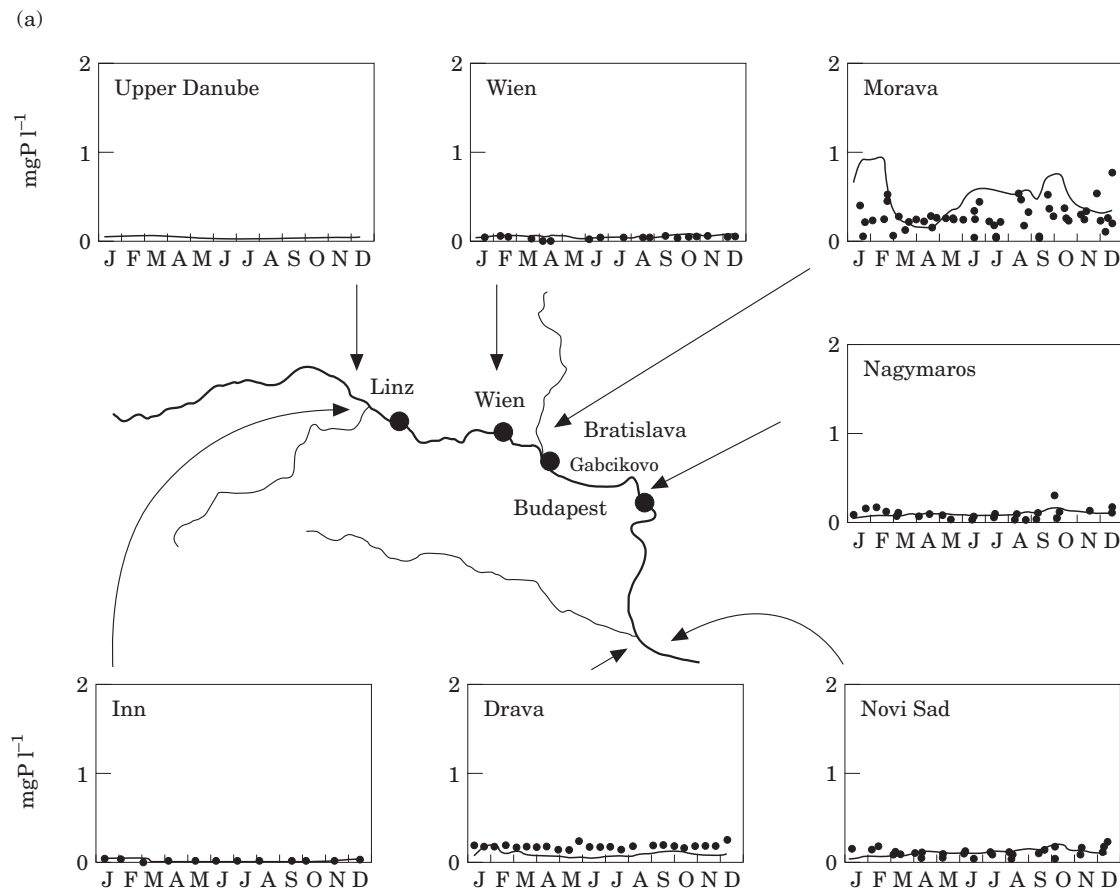 (a)
2
Upper Danube
1
0
J F M A M J J A S O N D
mgP l⁻¹
2
Wien
1
0
J F M A M J J A S O N D
2
Morava
1
0
J F M A M J J A S O N D
Linz
Wien
Bratislava
Gabcikovo
Budapest
2
Nagymaros
1
0
J F M A M J J A S O N D
2
Inn
1
0
J F M A M J J A S O N D
mgP l⁻¹
2
Drava
1
0
J F M A M J J A S O N D
2
Novi Sad
1
0
J F M A M J J A S O N D